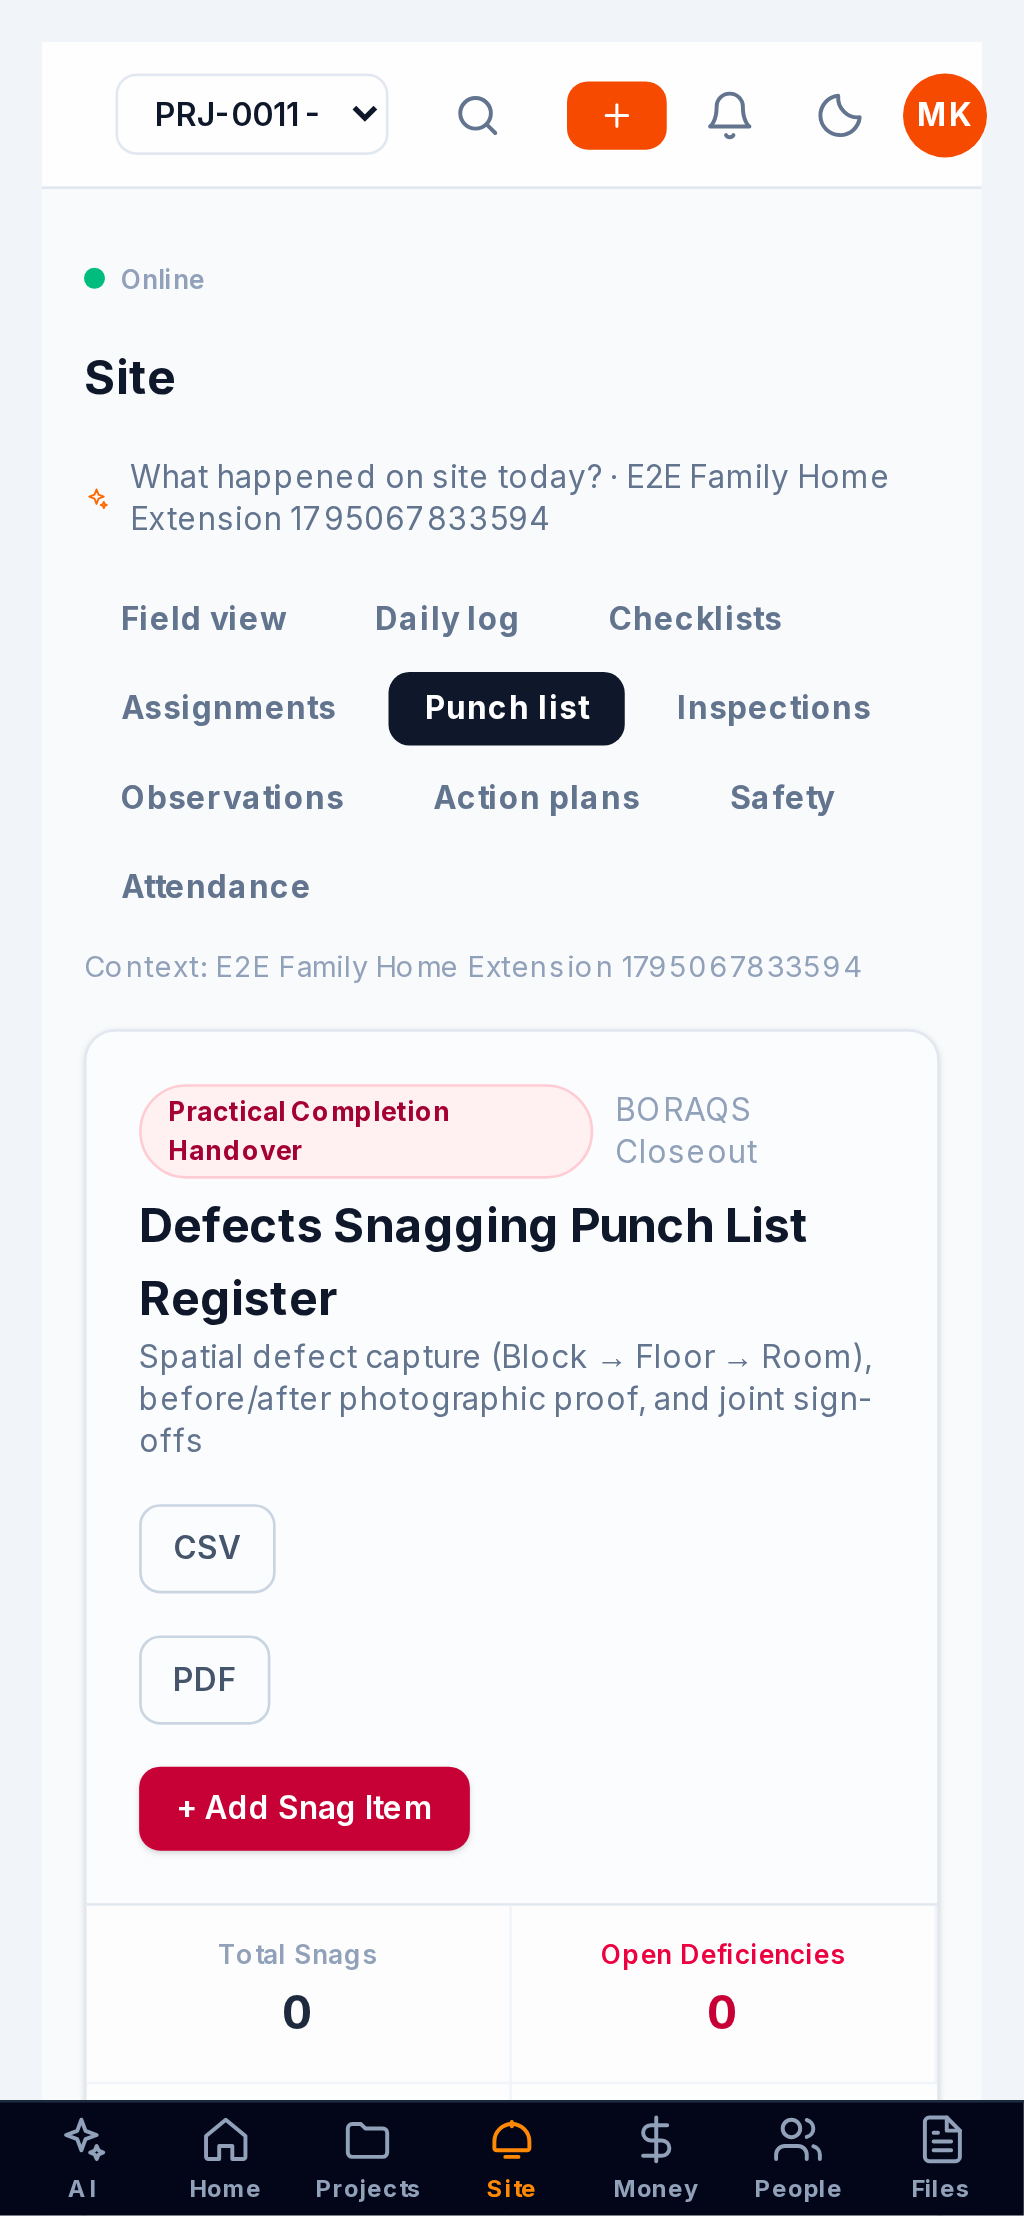 PRJ-0011 -
MK
Online
Site
What happened on site today? · E2E Family Home
Extension 1795067833594
Field view Daily log Checklists
Assignments Punch list Inspections
Observations Action plans Safety
Attendance
Context: E2E Family Home Extension 1795067833594
Practical Completion
Handover
BORAQS
Closeout
Defects Snagging Punch List
Register
Spatial defect capture (Block → Floor → Room),
before/after photographic proof, and joint sign-
offs
CSV
PDF
+ Add Snag Item
Total Snags Open Deficiencies
0 0
AI Home Projects Site Money People Files